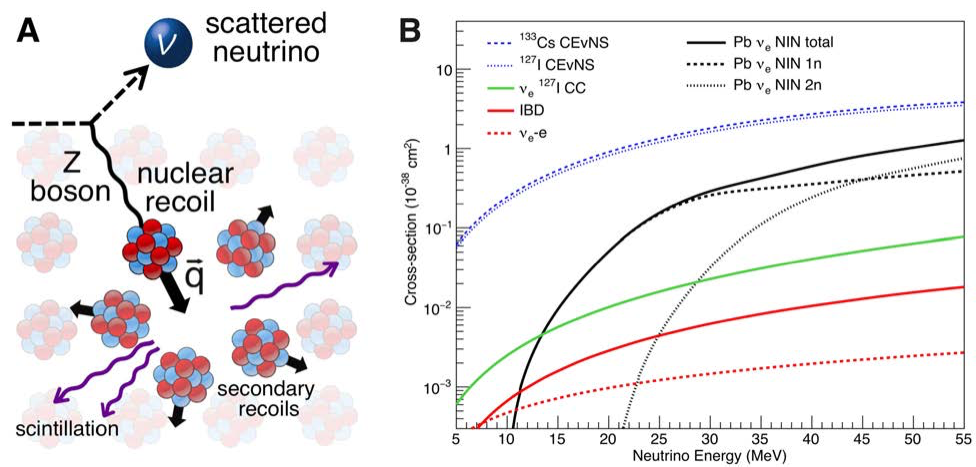 A
scattered
neutrino
ν
Z
boson
nuclear
recoil
q⃗
secondary
recoils
scintillation
B
¹³³Cs CEvNS
¹²⁷I CEvNS
νₑ ¹²⁷I CC
IBD
νₑ-e
Pb νₑ NIN total
Pb νₑ NIN 1n
Pb νₑ NIN 2n
Cross-section (10⁻³⁸ cm²)
10
1
10⁻¹
10⁻²
10⁻³
5 10 15 20 25 30 35 40 45 50 55
Neutrino Energy (MeV)